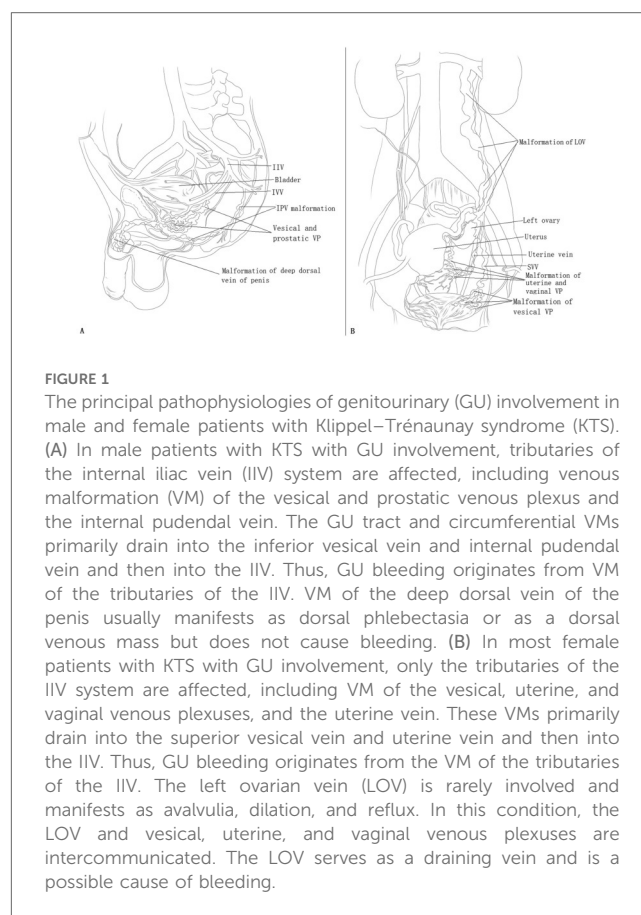 IIV
Bladder
IVV
IPV malformation
Vesical and
prostatic VP
Malformation of deep dorsal
vein of penis
A
Malformation of LOV
Left ovary
Uterus
Uterine vein
SVV
Malformation of
uterine and
vaginal VP
Malformation of
vesical VP
B
FIGURE 1
The principal pathophysiologies of genitourinary (GU) involvement in
male and female patients with Klippel–Trénaunay syndrome (KTS).
(A) In male patients with KTS with GU involvement, tributaries of
the internal iliac vein (IIV) system are affected, including venous
malformation (VM) of the vesical and prostatic venous plexus and
the internal pudendal vein. The GU tract and circumferential VMs
primarily drain into the inferior vesical vein and internal pudendal
vein and then into the IIV. Thus, GU bleeding originates from VM
of the tributaries of the IIV. VM of the deep dorsal vein of the
penis usually manifests as dorsal phlebectasia or as a dorsal
venous mass but does not cause bleeding. (B) In most female
patients with KTS with GU involvement, only the tributaries of the
IIV system are affected, including VM of the vesical, uterine, and
vaginal venous plexuses, and the uterine vein. These VMs primarily
drain into the superior vesical vein and uterine vein and then into
the IIV. Thus, GU bleeding originates from the VM of the tributaries
of the IIV. The left ovarian vein (LOV) is rarely involved and
manifests as avalvulia, dilation, and reflux. In this condition, the
LOV and vesical, uterine, and vaginal venous plexuses are
intercommunicated. The LOV serves as a draining vein and is a
possible cause of bleeding.